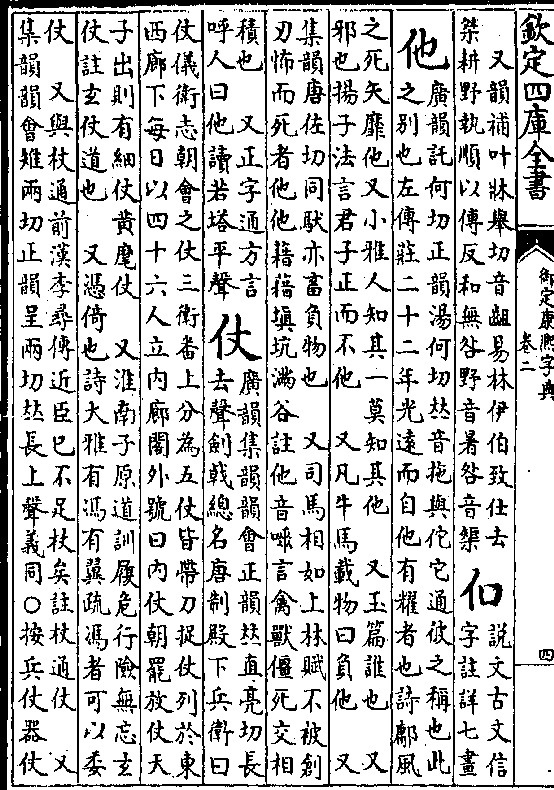 欽定四庫全書
御定康熙字典
卷二
四
又韻補叶牀舉切音齟易林伊伯致仕去
桀耕野執順以傳反和無咎野音署咎音榘
㐰
說文古文信
字註詳七畫
他
廣韻託何切正韻湯何切𠀤音拖與佗它通彼之稱也此
之别也左傳莊二十二年光遠而自他有耀者也詩鄘風
之死矢靡他又小雅人知其一莫知其他　又玉篇誰也　又
邪也揚子法言君子正而不他　又凡牛馬載物曰負他　又
集韻唐佐切同馱亦畜負物也　又司馬相如上林賦不被創
刃怖而死者他他藉藉塡坑滿谷註他音言禽獸僵死交相
積也　又正字通方言
呼人曰他讀若塔平聲
仗
廣韻集韻韻會正韻𠀤直亮切長
去聲劍戟總名唐制殿下兵衛曰
仗儀衛志朝會之仗三衛番上分為五仗皆帶刀捉仗列於東
西廊下每日以四十六人立内廊閣外號曰内仗朝罷放仗天
子出則有細仗黄麾仗　又淮南子原道訓履危行險無忘玄
仗註玄仗道也　又憑倚也詩大雅有馮有翼疏馮者可以委
仗　又與杖通前漢李尋傳近臣已不足杖矣註杖通仗　又
集韻韻會雉兩切正韻呈兩切𠀤長上聲義同○按兵仗器仗